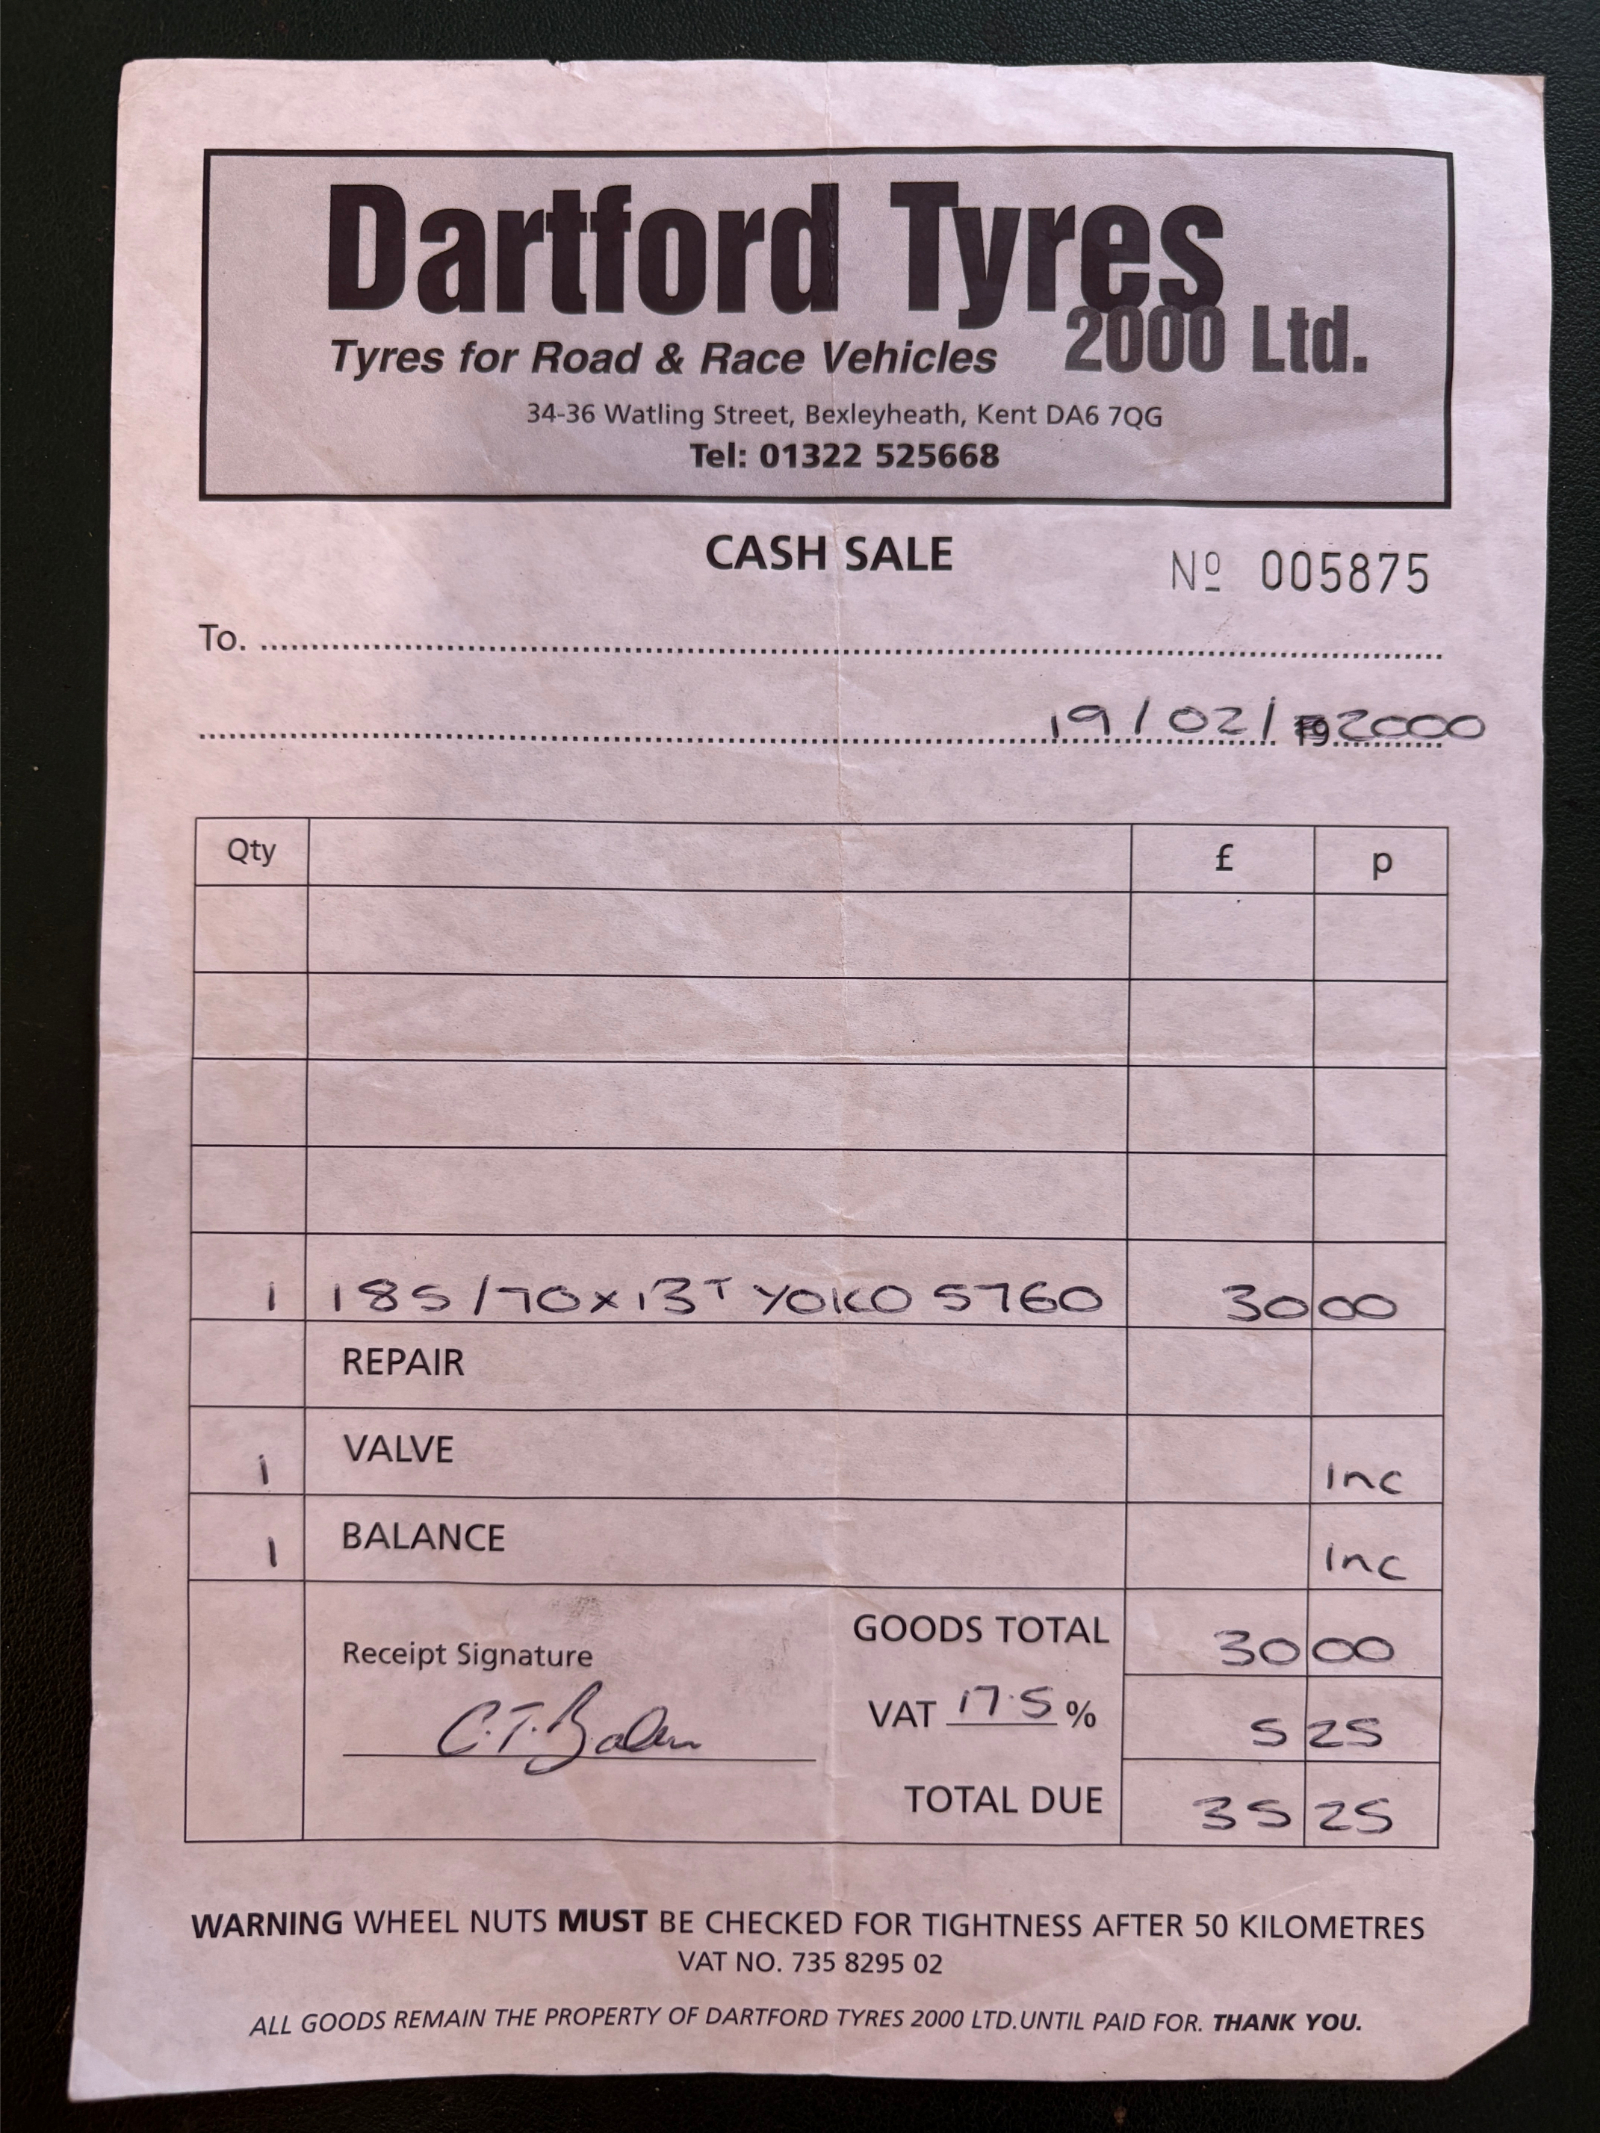 Dartford Tyres
2000 Ltd.
Tyres for Road & Race Vehicles
34-36 Watling Street, Bexleyheath, Kent DA6 7QG
Tel: 01322 525668
CASH SALE Nº 005875
To.
19/02/ 19 2000
Qty £ p
1 185/70x13T YOKO S760 30 00
REPAIR
1 VALVE Inc
1 BALANCE Inc
GOODS TOTAL 30 00
Receipt Signature
VAT 17.5 % 5 25
C.T.
TOTAL DUE 35 25
WARNING WHEEL NUTS MUST BE CHECKED FOR TIGHTNESS AFTER 50 KILOMETRES
VAT NO. 735 8295 02
ALL GOODS REMAIN THE PROPERTY OF DARTFORD TYRES 2000 LTD.UNTIL PAID FOR. THANK YOU.